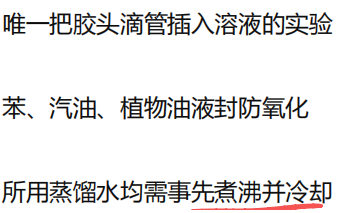 唯一把胶头滴管插入溶液的实验
苯、汽油、植物油液封防氧化
所用蒸馏水均需事先煮沸并冷却